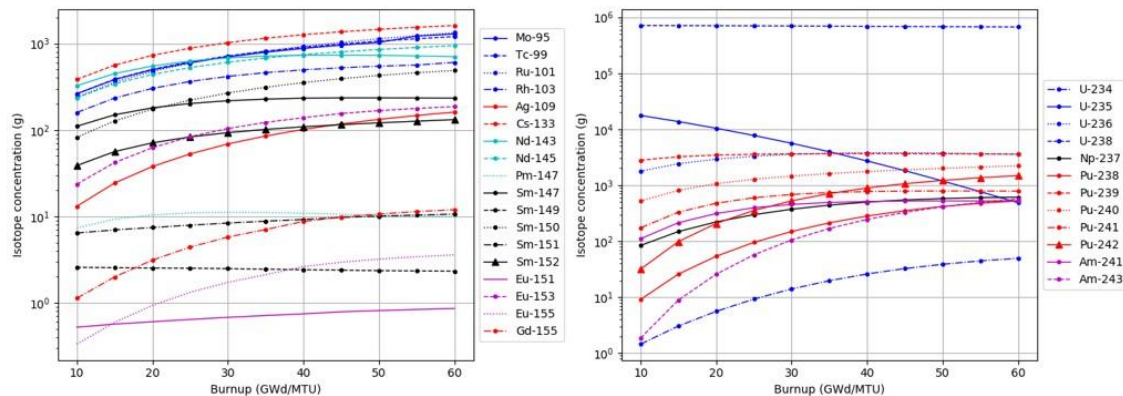 Isotope concentration (g)
10³
10²
10¹
10⁰
10 20 30 40 50 60
Burnup (GWd/MTU)
Mo-95
Tc-99
Ru-101
Rh-103
Ag-109
Cs-133
Nd-143
Nd-145
Pm-147
Sm-147
Sm-149
Sm-150
Sm-151
Sm-152
Eu-151
Eu-153
Eu-155
Gd-155
Isotope concentration (g)
10⁶
10⁵
10⁴
10³
10²
10¹
10⁰
10 20 30 40 50 60
Burnup (GWd/MTU)
U-234
U-235
U-236
U-238
Np-237
Pu-238
Pu-239
Pu-240
Pu-241
Pu-242
Am-241
Am-243